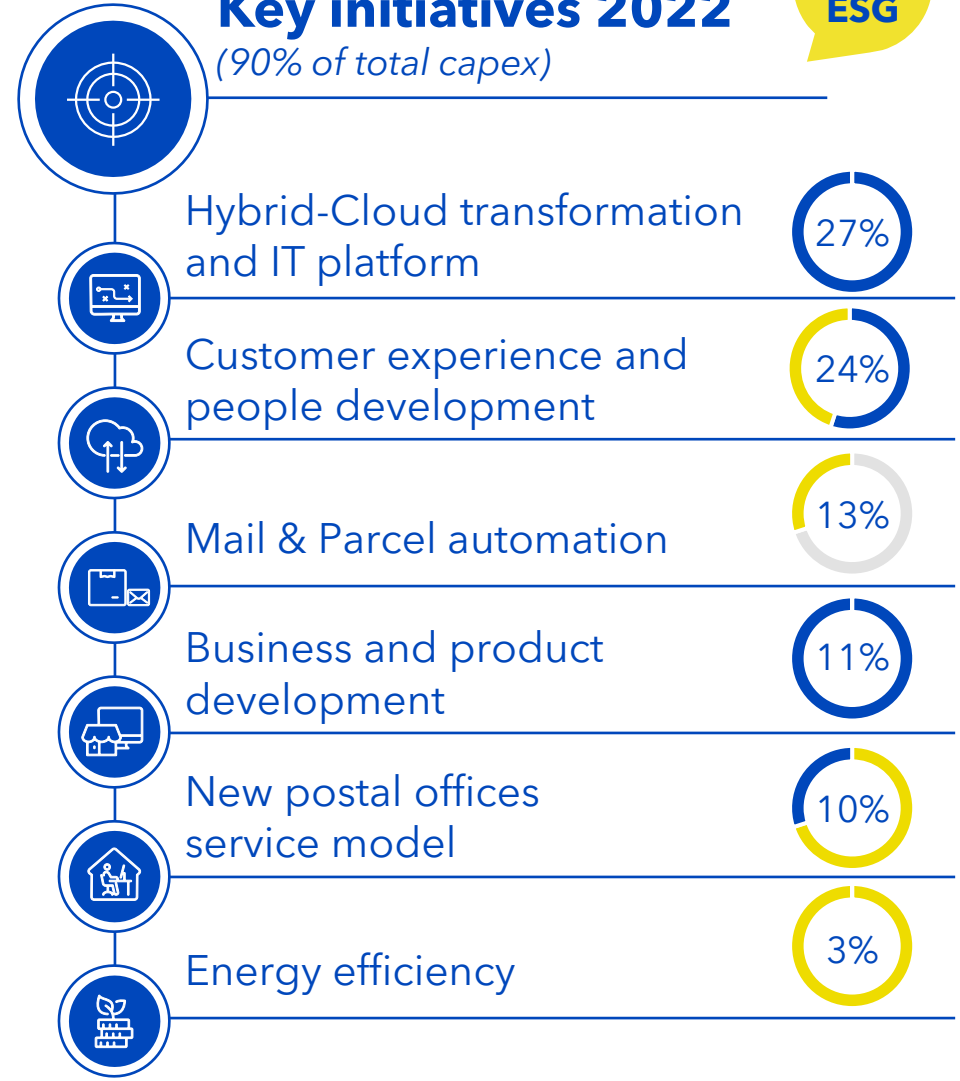 Key initiatives 2022
ESG
(90% of total capex)
Hybrid-Cloud transformation
and IT platform
27%
Customer experience and
people development
24%
Mail & Parcel automation
13%
Business and product
development
11%
New postal offices
service model
10%
Energy efficiency
3%